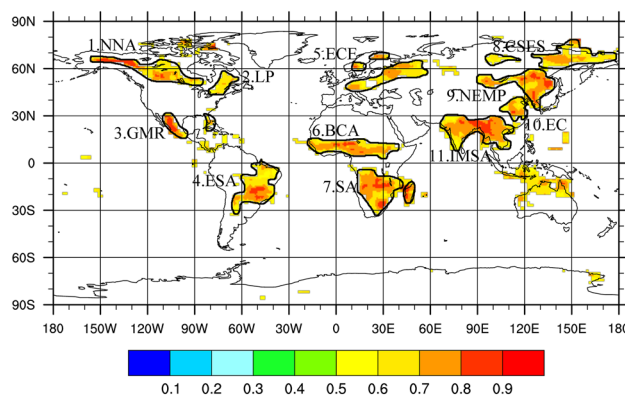 90N
60N
30N
0
30S
60S
90S
1.NNA
2.LP
3.GMR
4.ESA
5:ECE
6.BCA
7.SA
8.CSES
9.NEMP
10.EC
11.IMSA
180 150W 120W 90W 60W 30W 0 30E 60E 90E 120E 150E 180
0.1 0.2 0.3 0.4 0.5 0.6 0.7 0.8 0.9